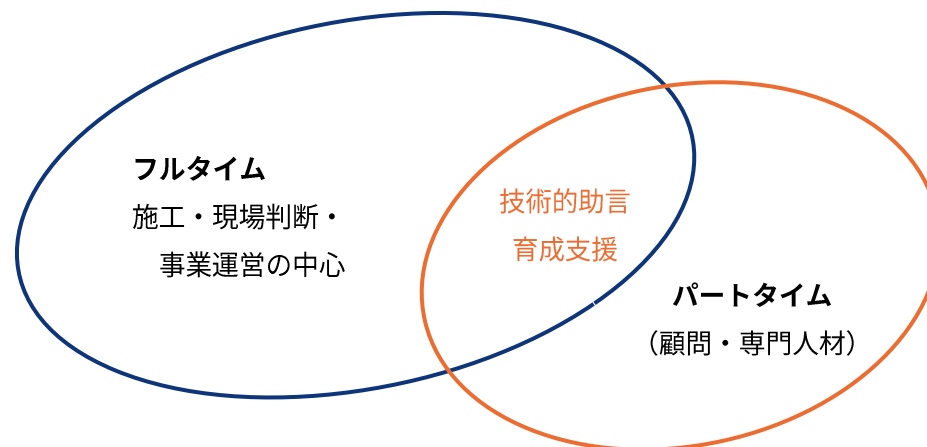 フルタイム
施工・現場判断・
事業運営の中心
技術的助言
育成支援
パートタイム
（顧問・専門人材）